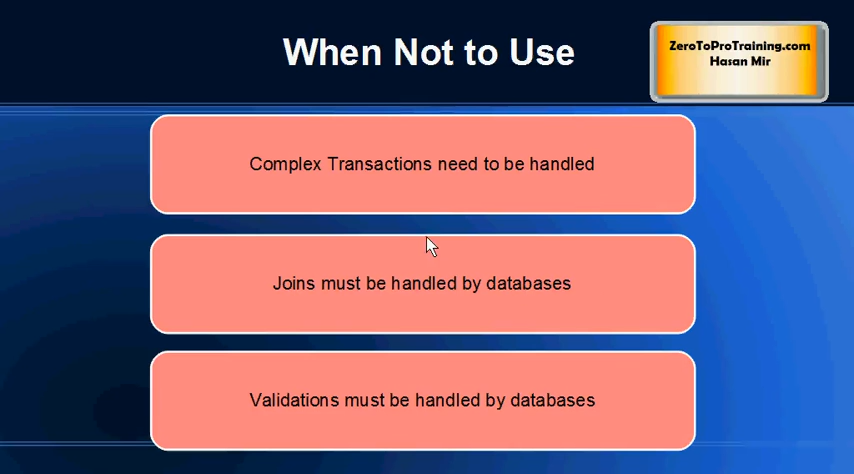 When Not to Use
ZeroToProTraining.com
Hasan Mir
Complex Transactions need to be handled
Joins must be handled by databases
Validations must be handled by databases